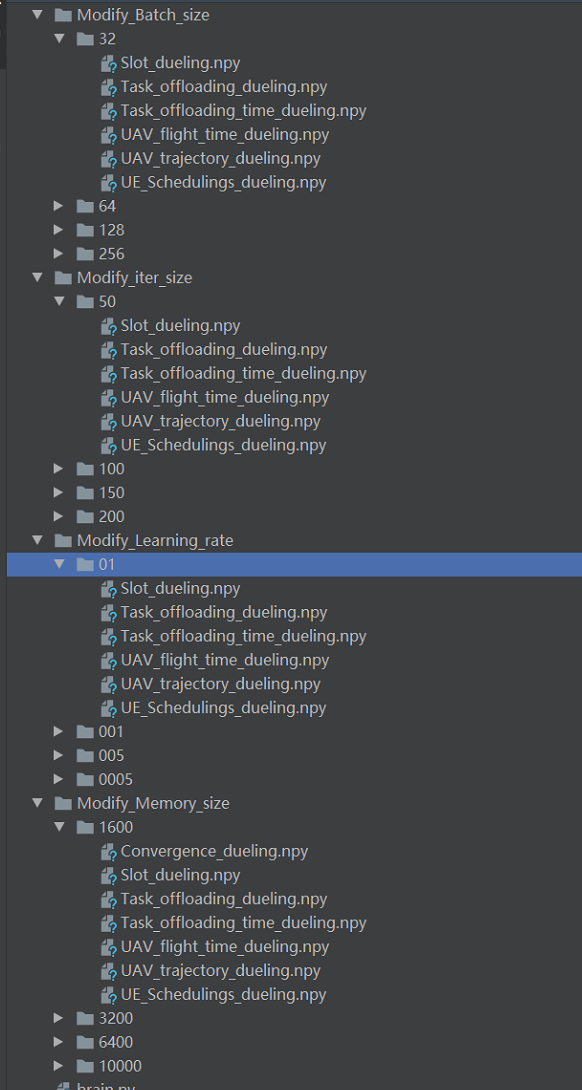 Modify_Batch_size
32
Slot_dueling.npy
Task_offloading_dueling.npy
Task_offloading_time_dueling.npy
UAV_flight_time_dueling.npy
UAV_trajectory_dueling.npy
UE_Schedulings_dueling.npy
64
128
256
Modify_iter_size
50
Slot_dueling.npy
Task_offloading_dueling.npy
Task_offloading_time_dueling.npy
UAV_flight_time_dueling.npy
UAV_trajectory_dueling.npy
UE_Schedulings_dueling.npy
100
150
200
Modify_Learning_rate
01
Slot_dueling.npy
Task_offloading_dueling.npy
Task_offloading_time_dueling.npy
UAV_flight_time_dueling.npy
UAV_trajectory_dueling.npy
UE_Schedulings_dueling.npy
001
005
0005
Modify_Memory_size
1600
Convergence_dueling.npy
Slot_dueling.npy
Task_offloading_dueling.npy
Task_offloading_time_dueling.npy
UAV_flight_time_dueling.npy
UAV_trajectory_dueling.npy
UE_Schedulings_dueling.npy
3200
6400
10000